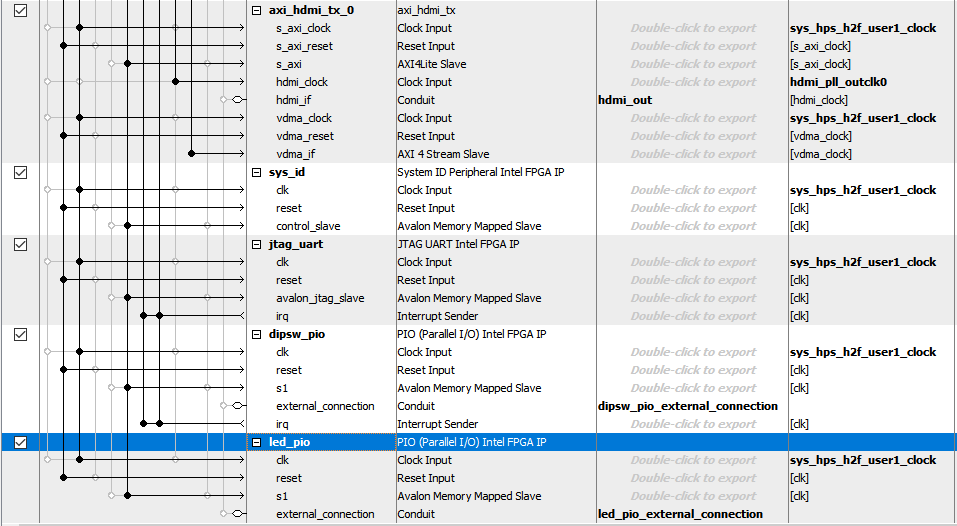 axi_hdmi_tx_0 axi_hdmi_tx
s_axi_clock Clock Input Double-click to export sys_hps_h2f_user1_clock
s_axi_reset Reset Input Double-click to export [s_axi_clock]
s_axi AXI4Lite Slave Double-click to export [s_axi_clock]
hdmi_clock Clock Input Double-click to export hdmi_pll_outclk0
hdmi_if Conduit hdmi_out [hdmi_clock]
vdma_clock Clock Input Double-click to export sys_hps_h2f_user1_clock
vdma_reset Reset Input Double-click to export [vdma_clock]
vdma_if AXI 4 Stream Slave Double-click to export [vdma_clock]
sys_id System ID Peripheral Intel FPGA IP
clk Clock Input Double-click to export sys_hps_h2f_user1_clock
reset Reset Input Double-click to export [clk]
control_slave Avalon Memory Mapped Slave Double-click to export [clk]
jtag_uart JTAG UART Intel FPGA IP
clk Clock Input Double-click to export sys_hps_h2f_user1_clock
reset Reset Input Double-click to export [clk]
avalon_jtag_slave Avalon Memory Mapped Slave Double-click to export [clk]
irq Interrupt Sender Double-click to export [clk]
dipsw_pio PIO (Parallel I/O) Intel FPGA IP
clk Clock Input Double-click to export sys_hps_h2f_user1_clock
reset Reset Input Double-click to export [clk]
s1 Avalon Memory Mapped Slave Double-click to export [clk]
external_connection Conduit dipsw_pio_external_connection
irq Interrupt Sender Double-click to export [clk]
led_pio PIO (Parallel I/O) Intel FPGA IP
clk Clock Input Double-click to export sys_hps_h2f_user1_clock
reset Reset Input Double-click to export [clk]
s1 Avalon Memory Mapped Slave Double-click to export [clk]
external_connection Conduit led_pio_external_connection